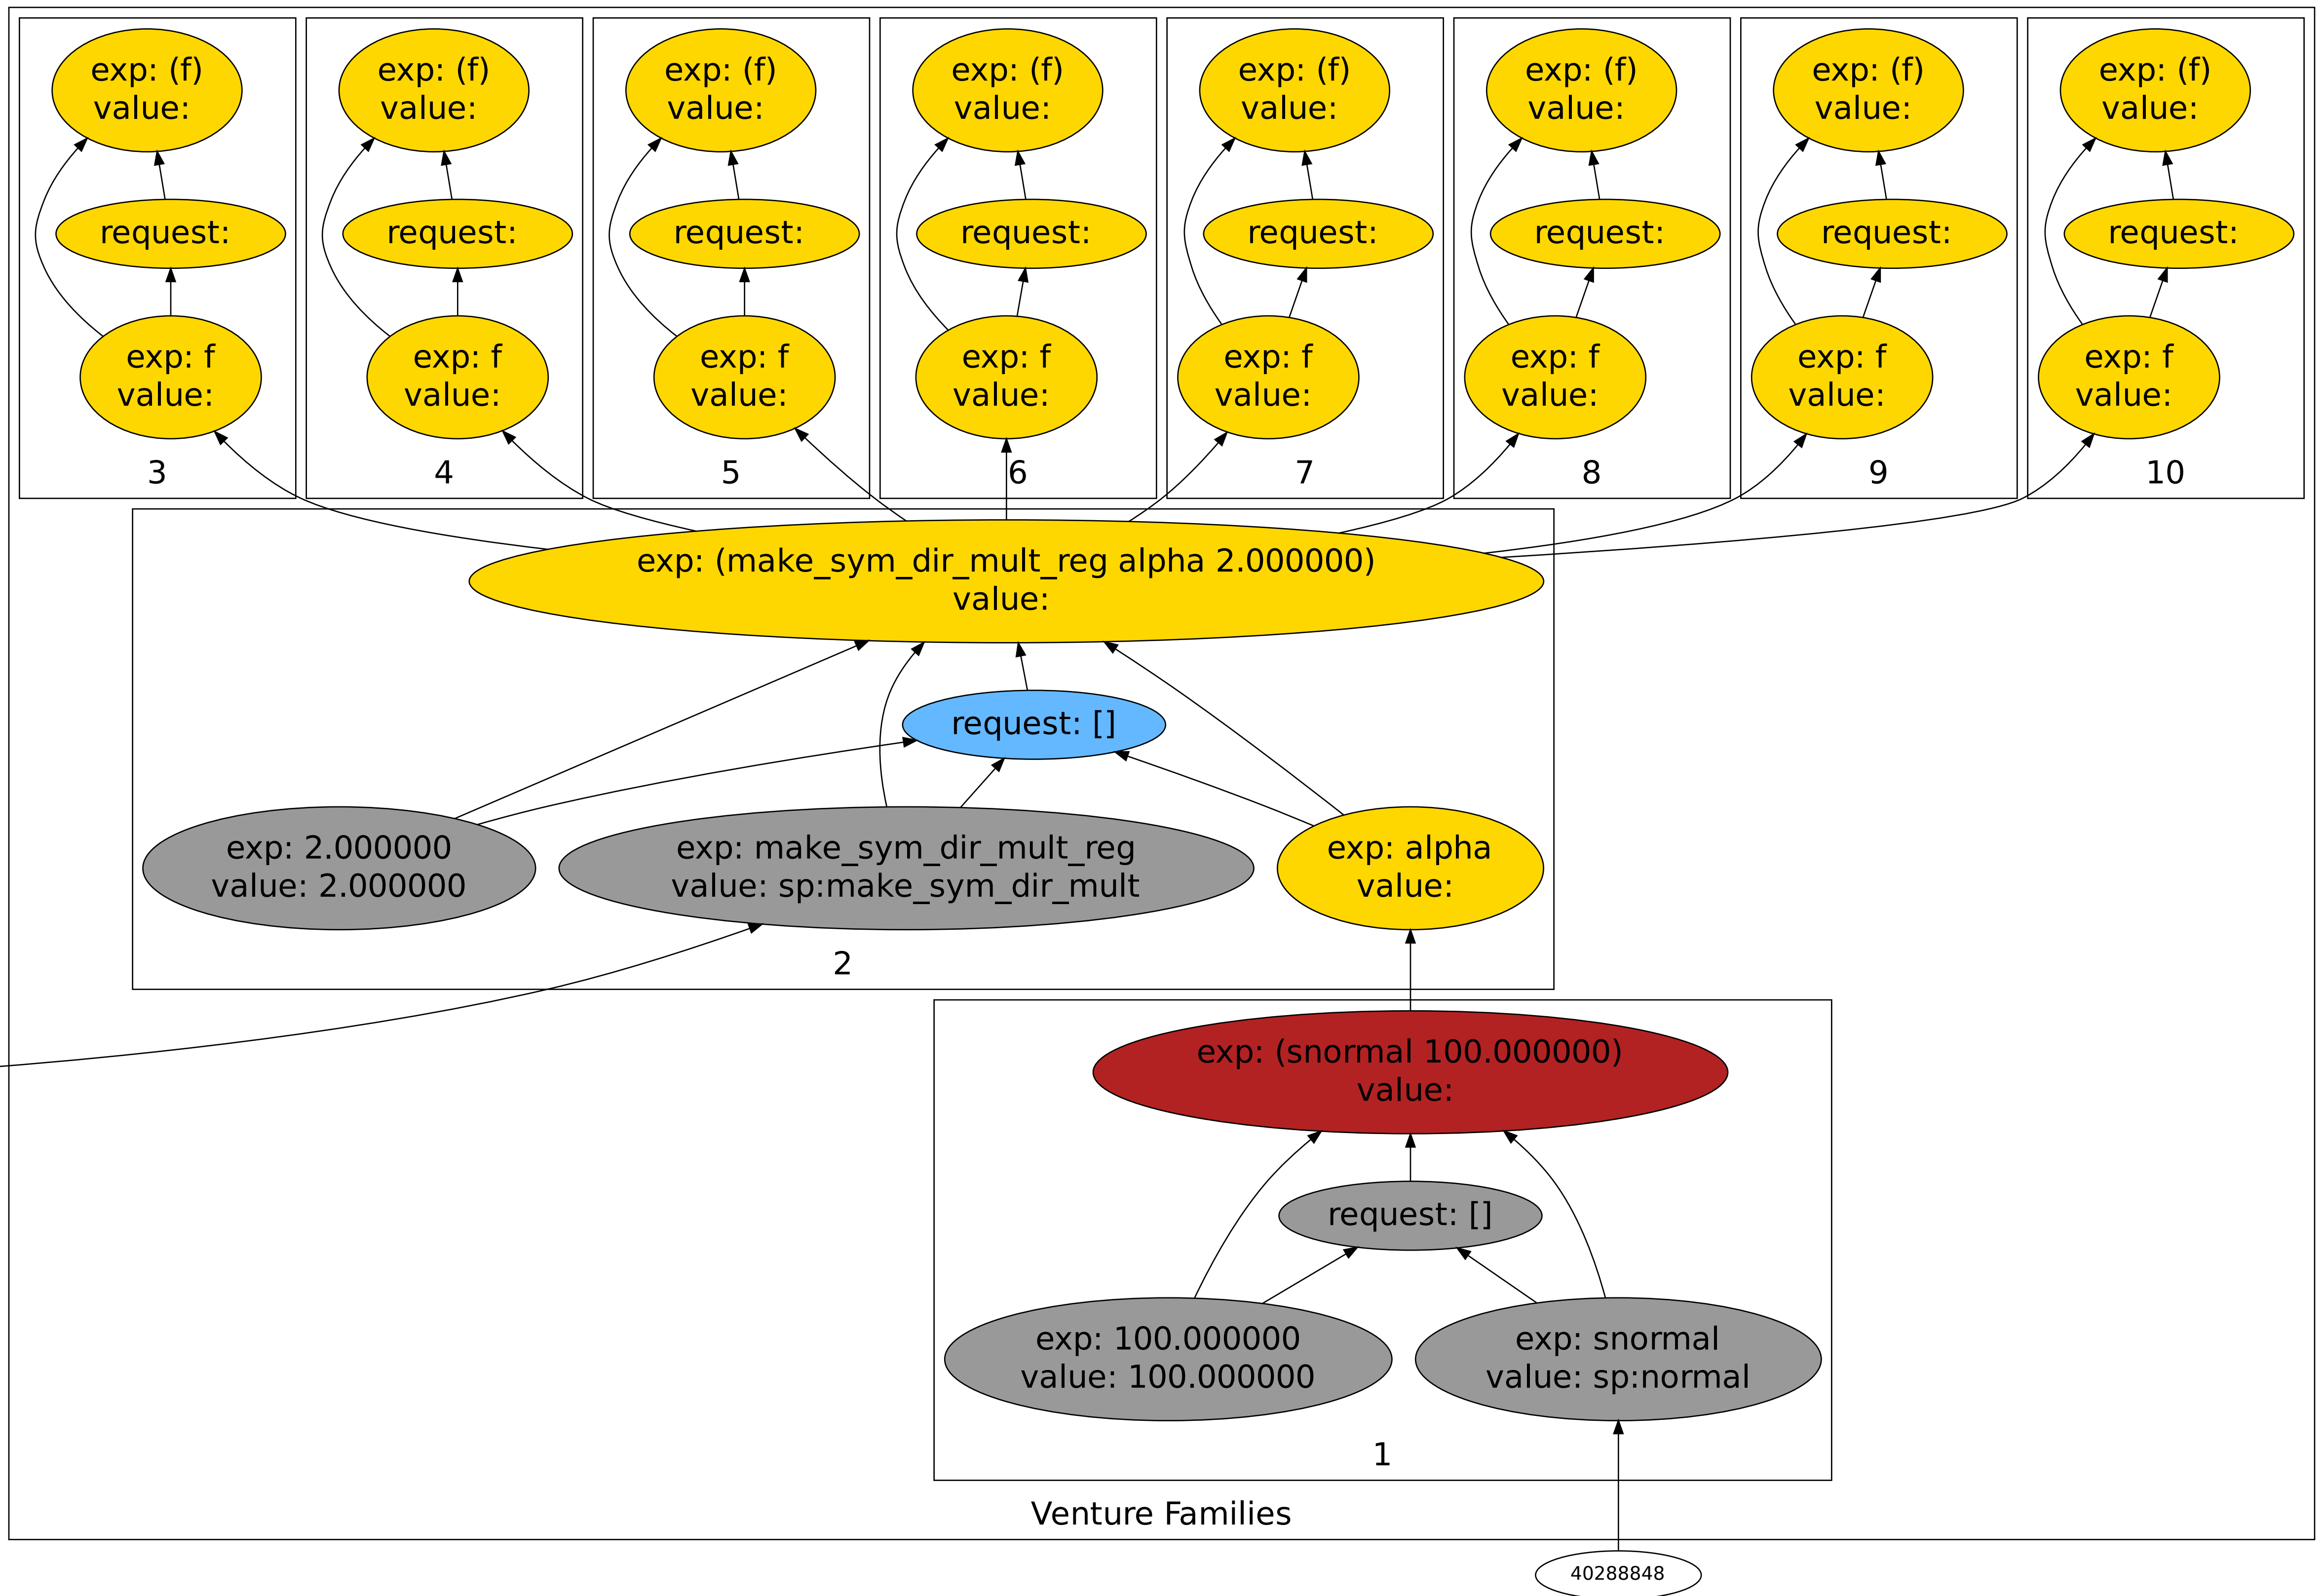 exp: (f)
value:
request:
exp: f
value:
3
exp: (f)
value:
request:
exp: f
value:
4
exp: (f)
value:
request:
exp: f
value:
5
exp: (f)
value:
request:
exp: f
value:
6
exp: (f)
value:
request:
exp: f
value:
7
exp: (f)
value:
request:
exp: f
value:
8
exp: (f)
value:
request:
exp: f
value:
9
exp: (f)
value:
request:
exp: f
value:
10
exp: (make_sym_dir_mult_reg alpha 2.000000)
value:
request: []
exp: 2.000000
value: 2.000000
exp: make_sym_dir_mult_reg
value: sp:make_sym_dir_mult
exp: alpha
value:
2
exp: (snormal 100.000000)
value:
request: []
exp: 100.000000
value: 100.000000
exp: snormal
value: sp:normal
1
Venture Families
40288848